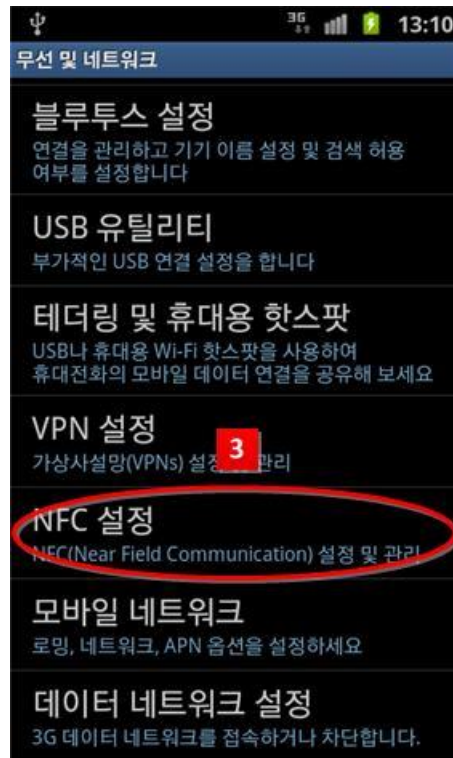 3G 13:10
무선 및 네트워크
블루투스 설정
연결을 관리하고 기기 이름 설정 및 검색 허용
여부를 설정합니다
USB 유틸리티
부가적인 USB 연결 설정을 합니다
테더링 및 휴대용 핫스팟
USB나 휴대용 Wi-Fi 핫스팟을 사용하여
휴대전화의 모바일 데이터 연결을 공유해 보세요
VPN 설정
3
가상사설망(VPNs) 설정 관리
NFC 설정
NFC(Near Field Communication) 설정 및 관리
모바일 네트워크
로밍, 네트워크, APN 옵션을 설정하세요
데이터 네트워크 설정
3G 데이터 네트워크를 접속하거나 차단합니다.